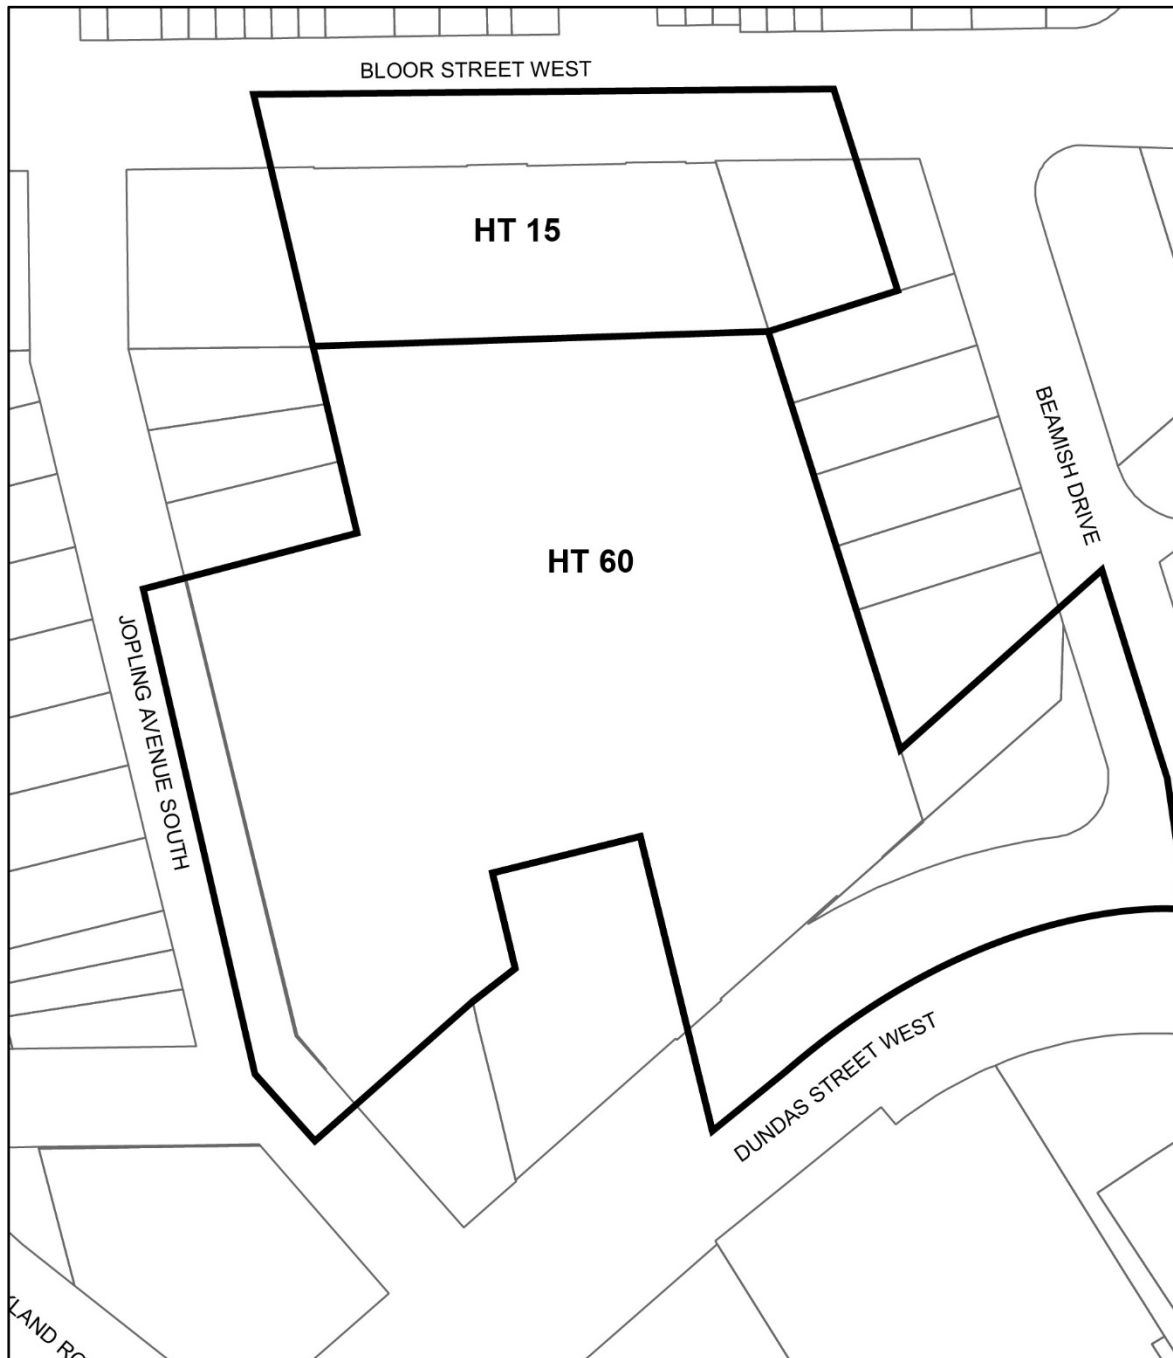 BLOOR STREET WEST
HT 15
BEAMISH DRIVE
HT 60
JOPLING AVENUE SOUTH
DUNDAS STREET WEST